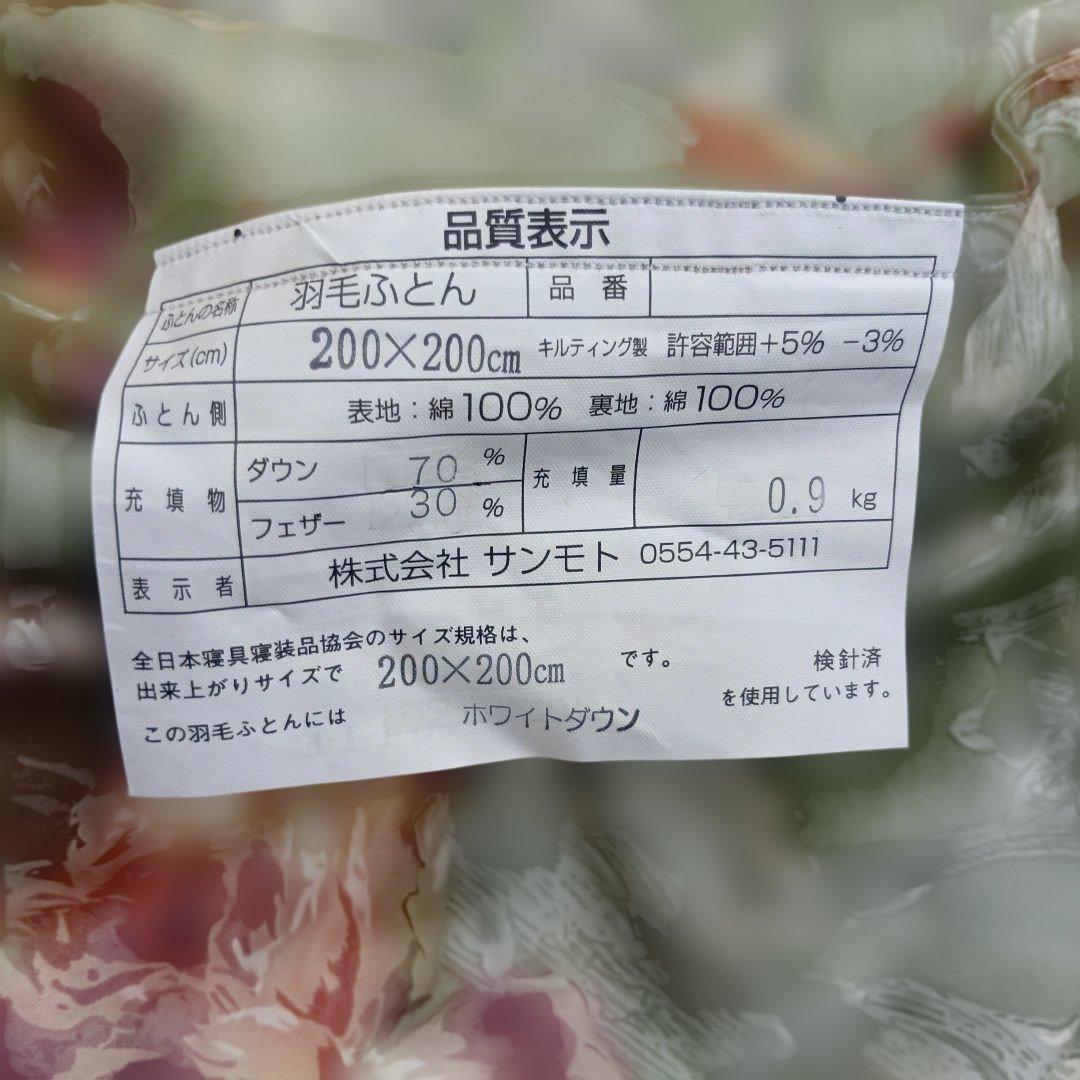 品質表示
ふとんの名称 羽毛ふとん 品番
サイズ(cm) 200×200cm キルティング製 許容範囲+5% -3%
ふとん側 表地:綿100% 裏地:綿100%
充填物 ダウン 70% 充填量 0.9kg
フェザー 30%
表示者 株式会社 サンモト 0554-43-5111
全日本寝具寝装品協会のサイズ規格は、
出来上がりサイズで 200×200cm です。 検針済
この羽毛ふとんには ホワイトダウン を使用しています。